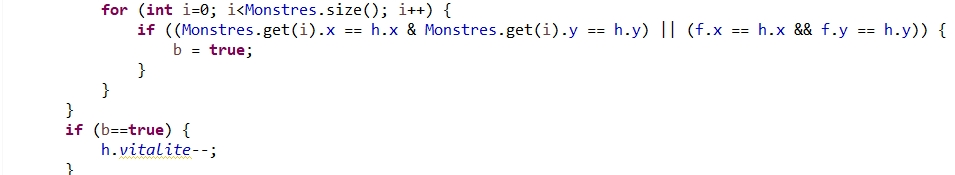 for (int i=0; i<Monstres.size(); i++) {
if ((Monstres.get(i).x == h.x & Monstres.get(i).y == h.y) || (f.x == h.x && f.y == h.y)) {
b = true;
}
}
}
if (b==true) {
h.vitalite--;
}